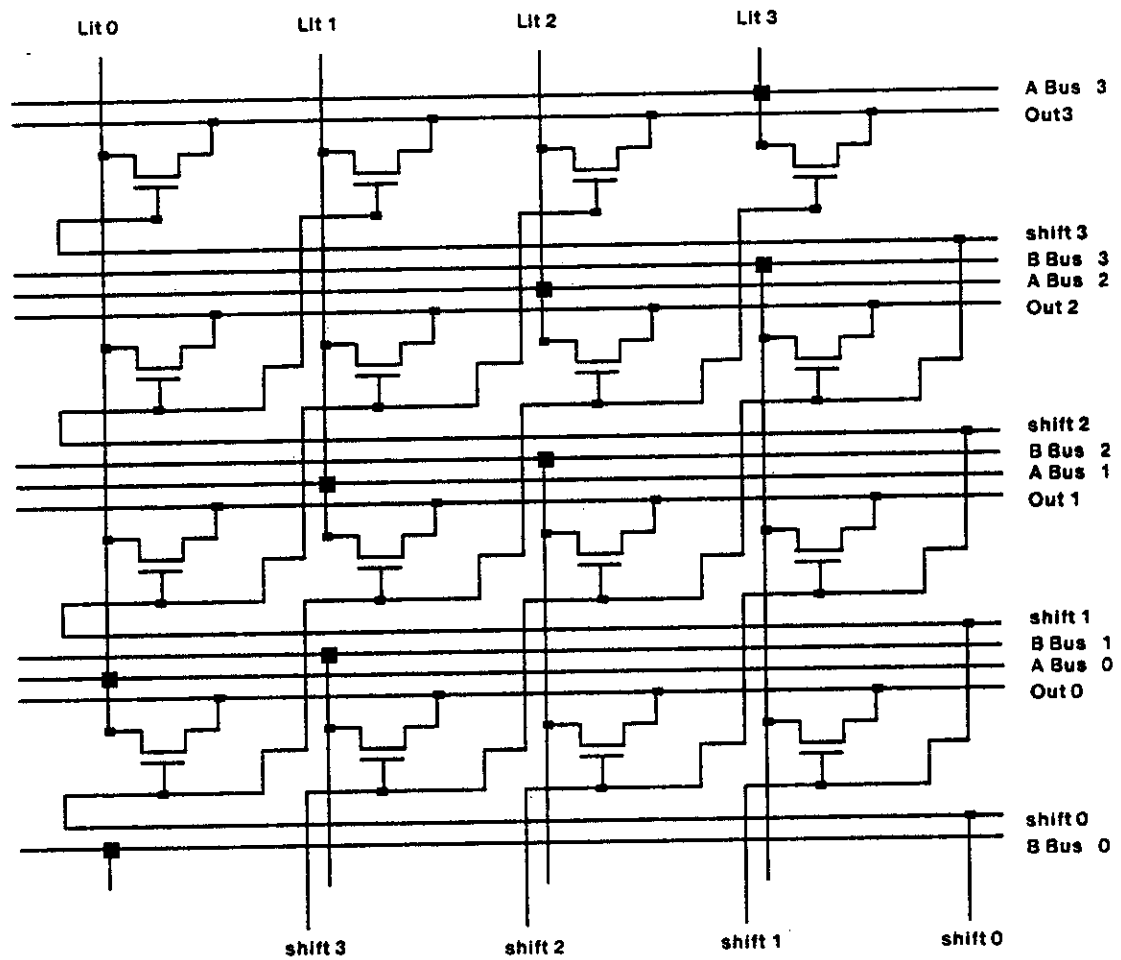 Lit 0
Lit 1
Lit 2
Lit 3
A Bus 3
Out3
shift 3
B Bus 3
A Bus 2
Out 2
shift 2
B Bus 2
A Bus 1
Out 1
shift 1
B Bus 1
A Bus 0
Out 0
shift 0
B Bus 0
shift 3
shift 2
shift 1
shift 0